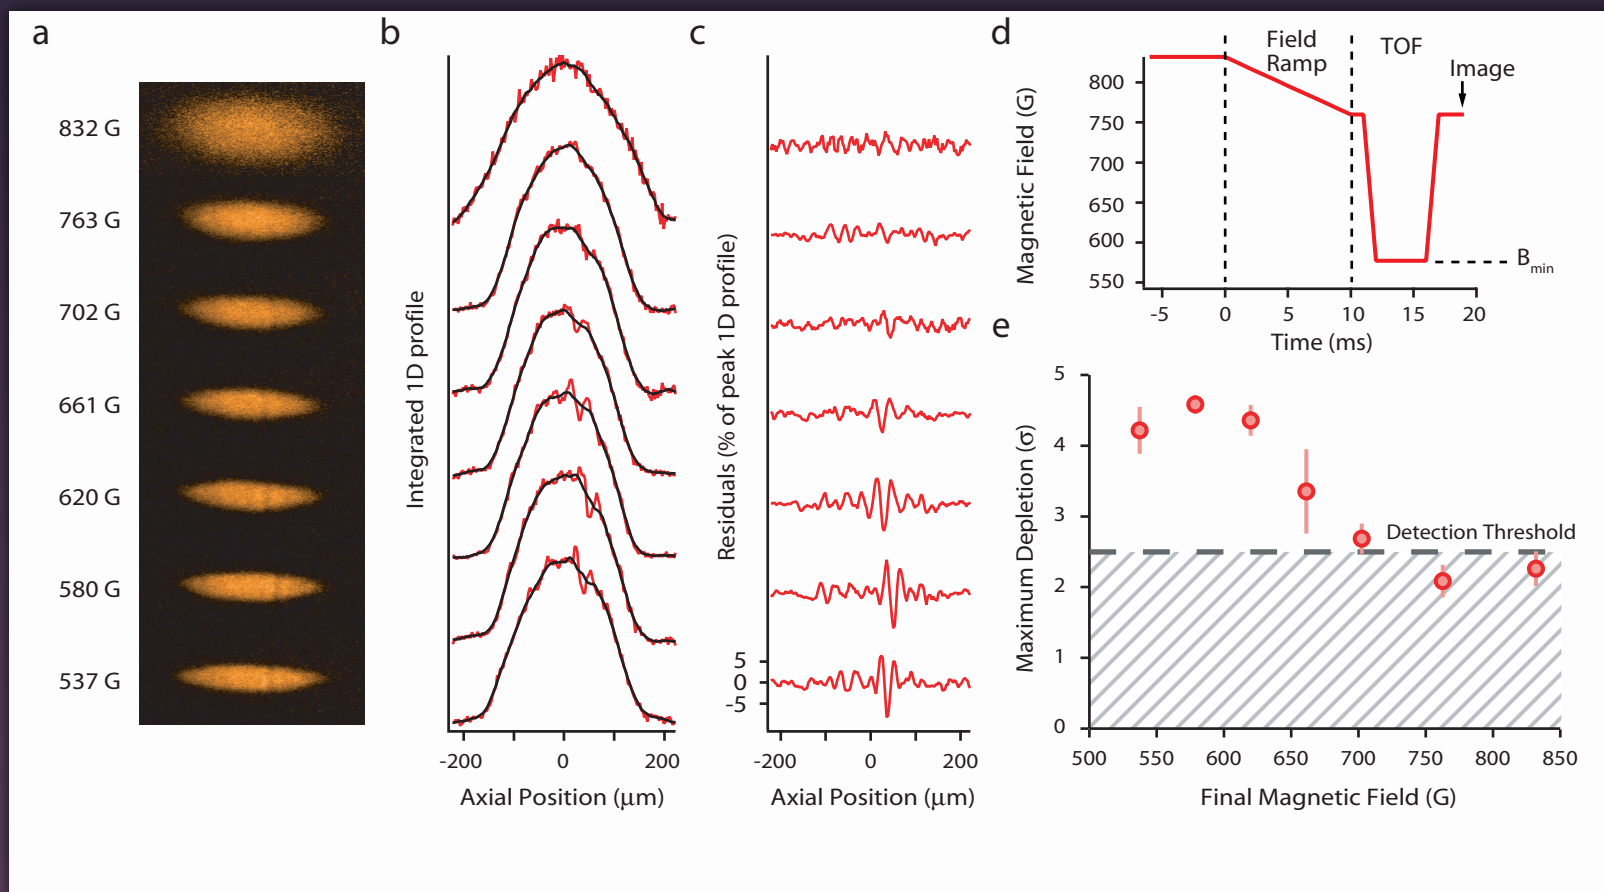 a
832 G
763 G
702 G
661 G
620 G
580 G
537 G
b
Integrated 1D profile
-200
0
200
Axial Position (μm)
c
Residuals (% of peak 1D profile)
5
0
-5
-200
0
200
Axial Position (μm)
d
Magnetic Field (G)
800
750
700
650
600
550
Field
Ramp
TOF
Image
Bmin
-5
0
5
10
15
20
Time (ms)
e
Maximum Depletion (σ)
5
4
3
2
1
0
Detection Threshold
500
550
600
650
700
750
800
850
Final Magnetic Field (G)